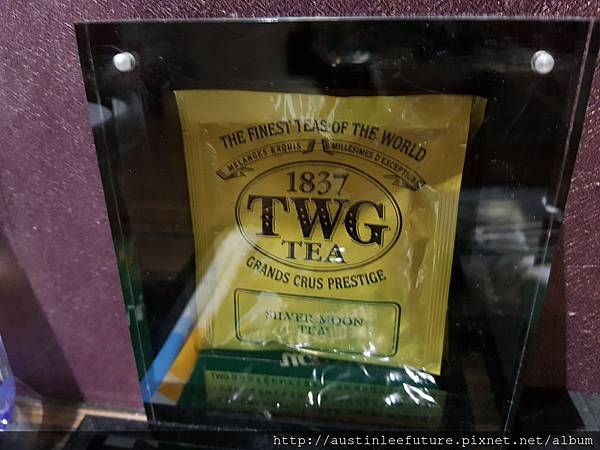 THE FINEST TEAS OF THE WORLD
MÉLANGES EXQUIS MILLÉSIMES D'EXCEPTION
1837
TWG
TEA
GRANDS CRUS PRESTIGE
SILVER MOON
TEA
TWG
http://austinleefuture.pixnet.net/album